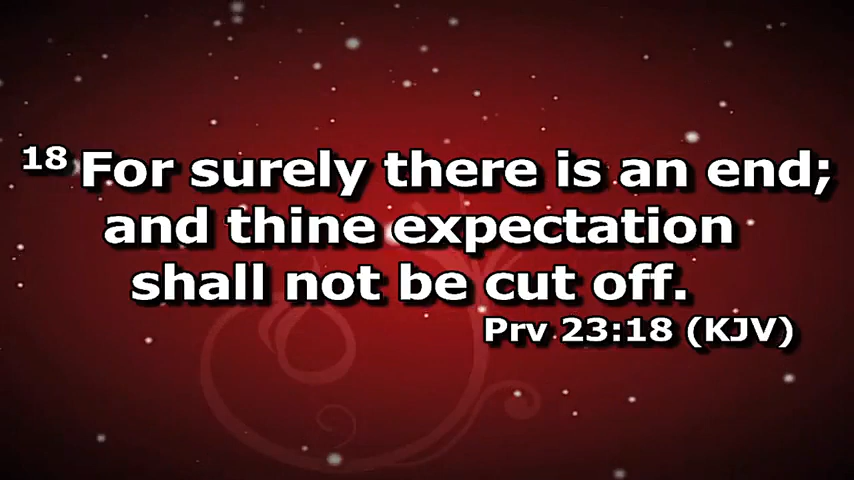 18 For surely there is an end;
and thine expectation
shall not be cut off.
Prv 23:18 (KJV)